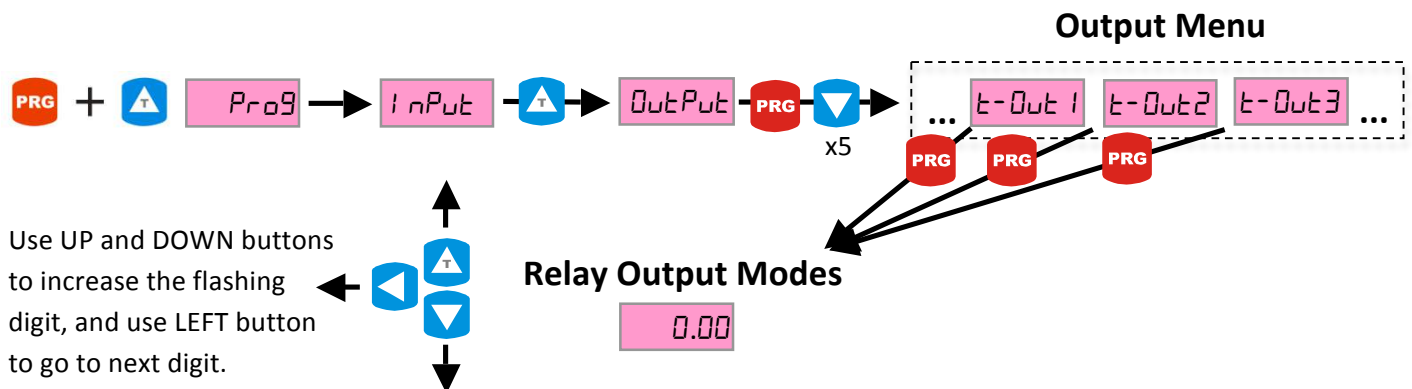 Output Menu
PRG + T Prog InPut T OutPut PRG ... t-Out1 t-Out2 t-Out3 ...
x5
PRG PRG PRG
Use UP and DOWN buttons
to increase the flashing
digit, and use LEFT button
to go to next digit.
T
Relay Output Modes
0.00